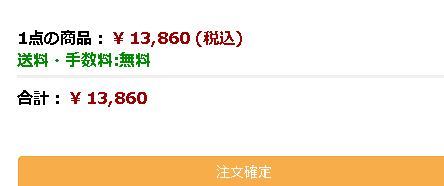 1点の商品： ¥ 13,860 (税込)
送料・手数料:無料
合計： ¥ 13,860
注文確定